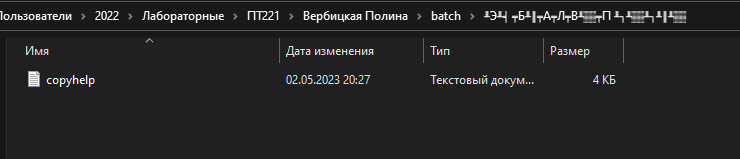 Пользователи > 2022 > Лабораторные > ПТ221 > Вербицкая Полина > batch >
Имя Дата изменения Тип Размер
copyhelp 02.05.2023 20:27 Текстовый докум... 4 КБ